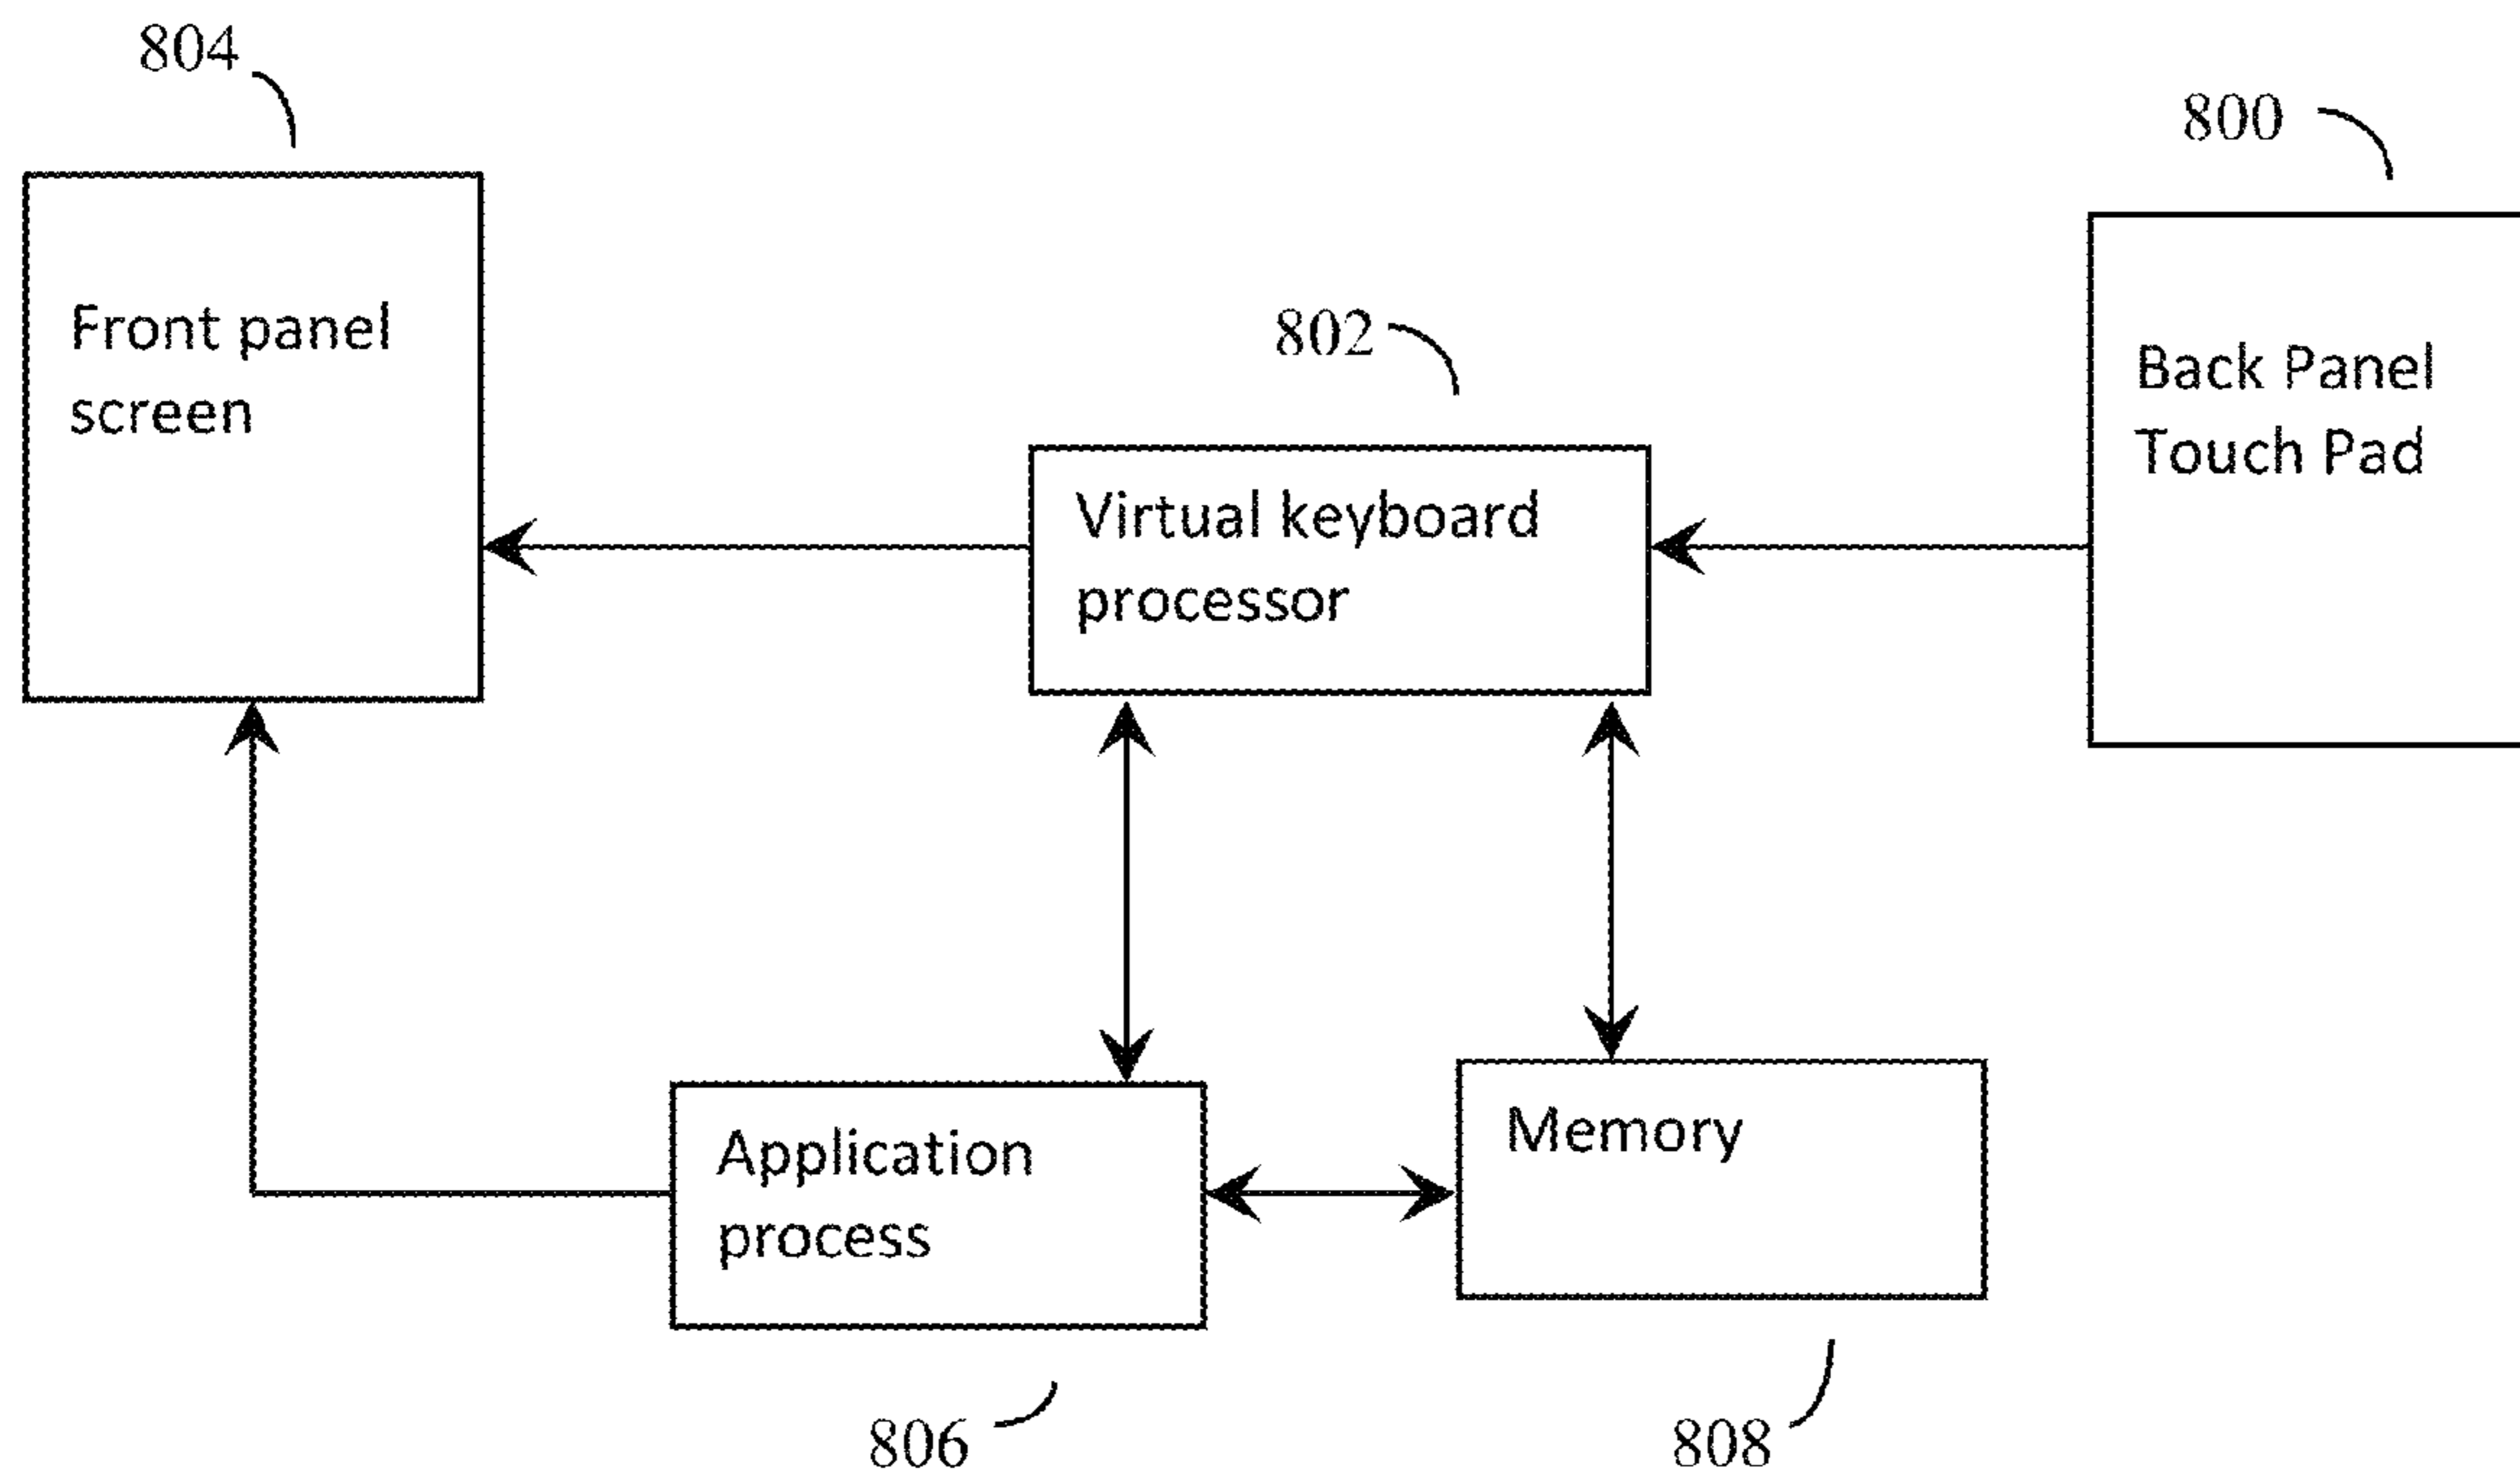 804
800
Front panel
screen
802
Back Panel
Touch Pad
Virtual keyboard
processor
Application
process
Memory
806
808